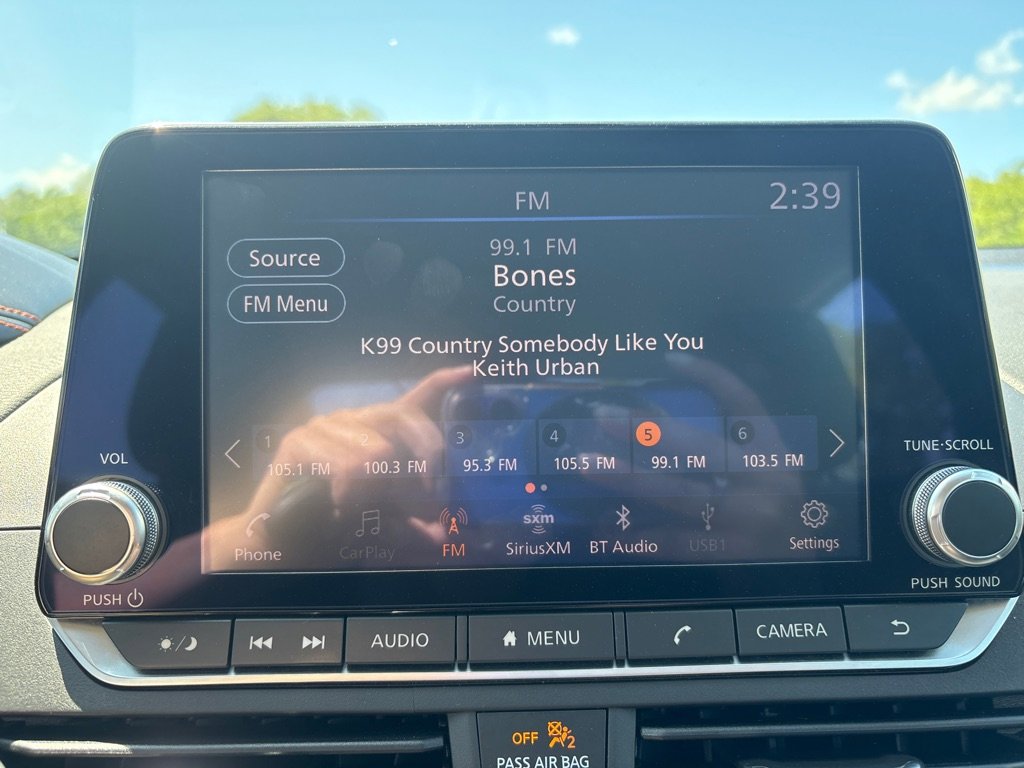 FM
2:39
Source
FM Menu
99.1 FM
Bones
Country
K99 Country Somebody Like You
Keith Urban
1 2 3 4 5 6
105.1 FM 100.3 FM 95.3 FM 105.5 FM 99.1 FM 103.5 FM
VOL
TUNE·SCROLL
sxm
Phone CarPlay FM SiriusXM BT Audio USB1 Settings
PUSH
PUSH SOUND
AUDIO MENU CAMERA
OFF 2
PASS AIR BAG